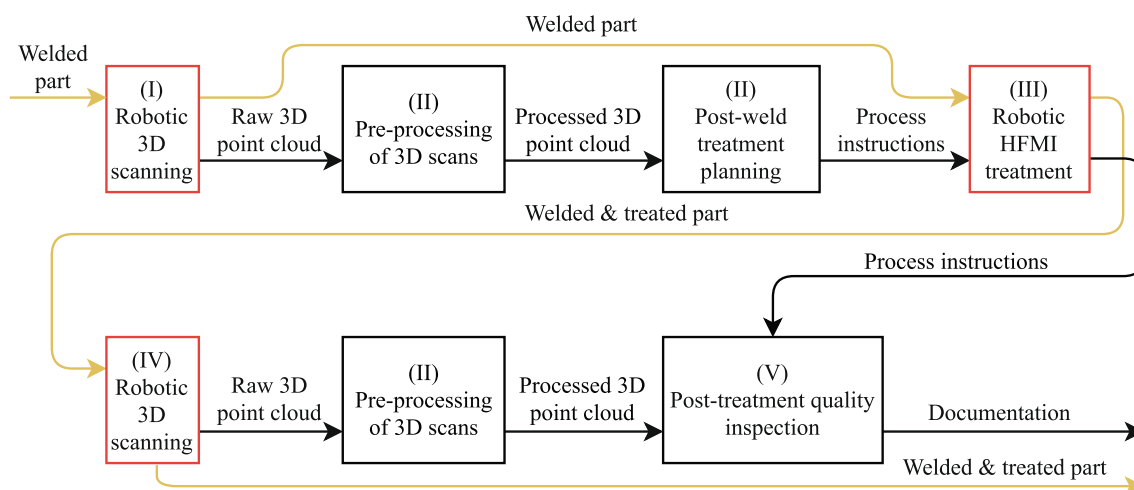 Welded
part
Welded part
(I)
Robotic
3D
scanning
Raw 3D
point cloud
(II)
Pre-processing
of 3D scans
Processed 3D
point cloud
(II)
Post-weld
treatment
planning
Process
instructions
(III)
Robotic
HFMI
treatment
Welded & treated part
Process instructions
(IV)
Robotic
3D
scanning
Raw 3D
point cloud
(II)
Pre-processing
of 3D scans
Processed 3D
point cloud
(V)
Post-treatment quality
inspection
Documentation
Welded & treated part